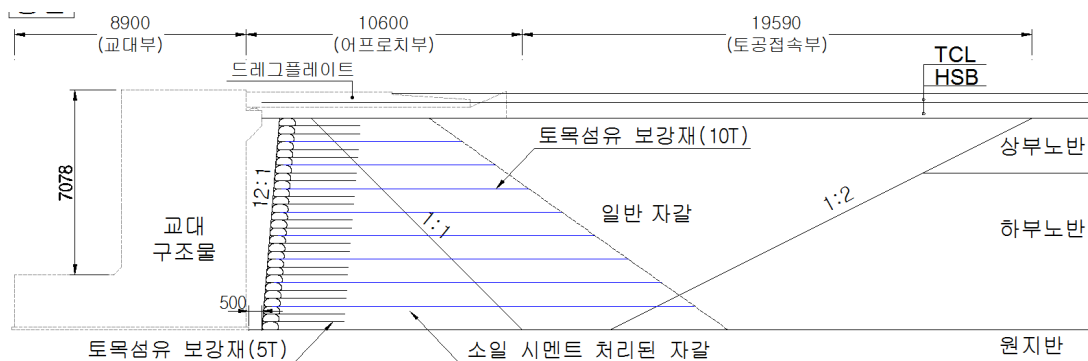 8900
(교대부)
10600
(어프로치부)
19590
(토공접속부)
드레그플레이트
TCL
HSB
토목섬유 보강재(10T)
상부노반
7078
12:1
1:1
일반 자갈
1:2
교대
구조물
하부노반
500
토목섬유 보강재(5T)
소일 시멘트 처리된 자갈
원지반